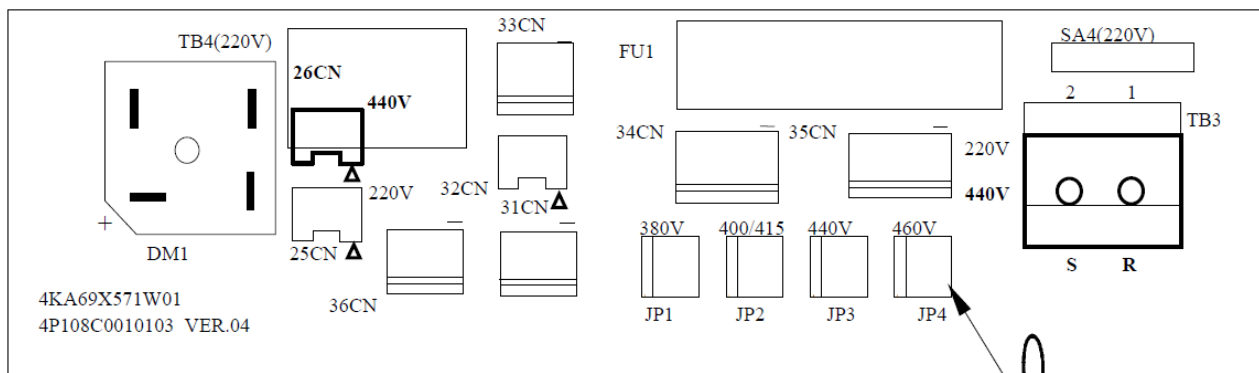 33CN
TB4(220V)
FU1
SA4(220V)
26CN
440V
2 1
TB3
34CN
35CN
220V
32CN
220V
440V
31CN
380V 400/415 440V 460V
+
DM1
25CN
S R
4KA69X571W01
36CN
JP1 JP2 JP3 JP4
4P108C0010103 VER.04